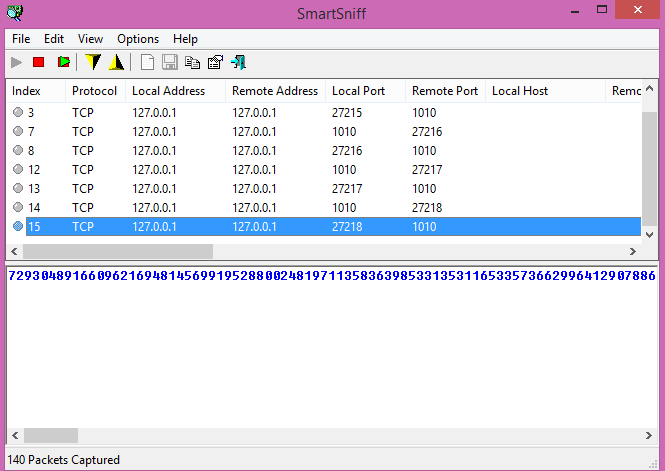 SmartSniff
File Edit View Options Help
Index Protocol Local Address Remote Address Local Port Remote Port Local Host Remo
3 TCP 127.0.0.1 127.0.0.1 27215 1010
7 TCP 127.0.0.1 127.0.0.1 1010 27216
8 TCP 127.0.0.1 127.0.0.1 27216 1010
12 TCP 127.0.0.1 127.0.0.1 1010 27217
13 TCP 127.0.0.1 127.0.0.1 27217 1010
14 TCP 127.0.0.1 127.0.0.1 1010 27218
15 TCP 127.0.0.1 127.0.0.1 27218 1010
729304891660962169481456991952880024819711358363985331353116533573662996412907886
140 Packets Captured